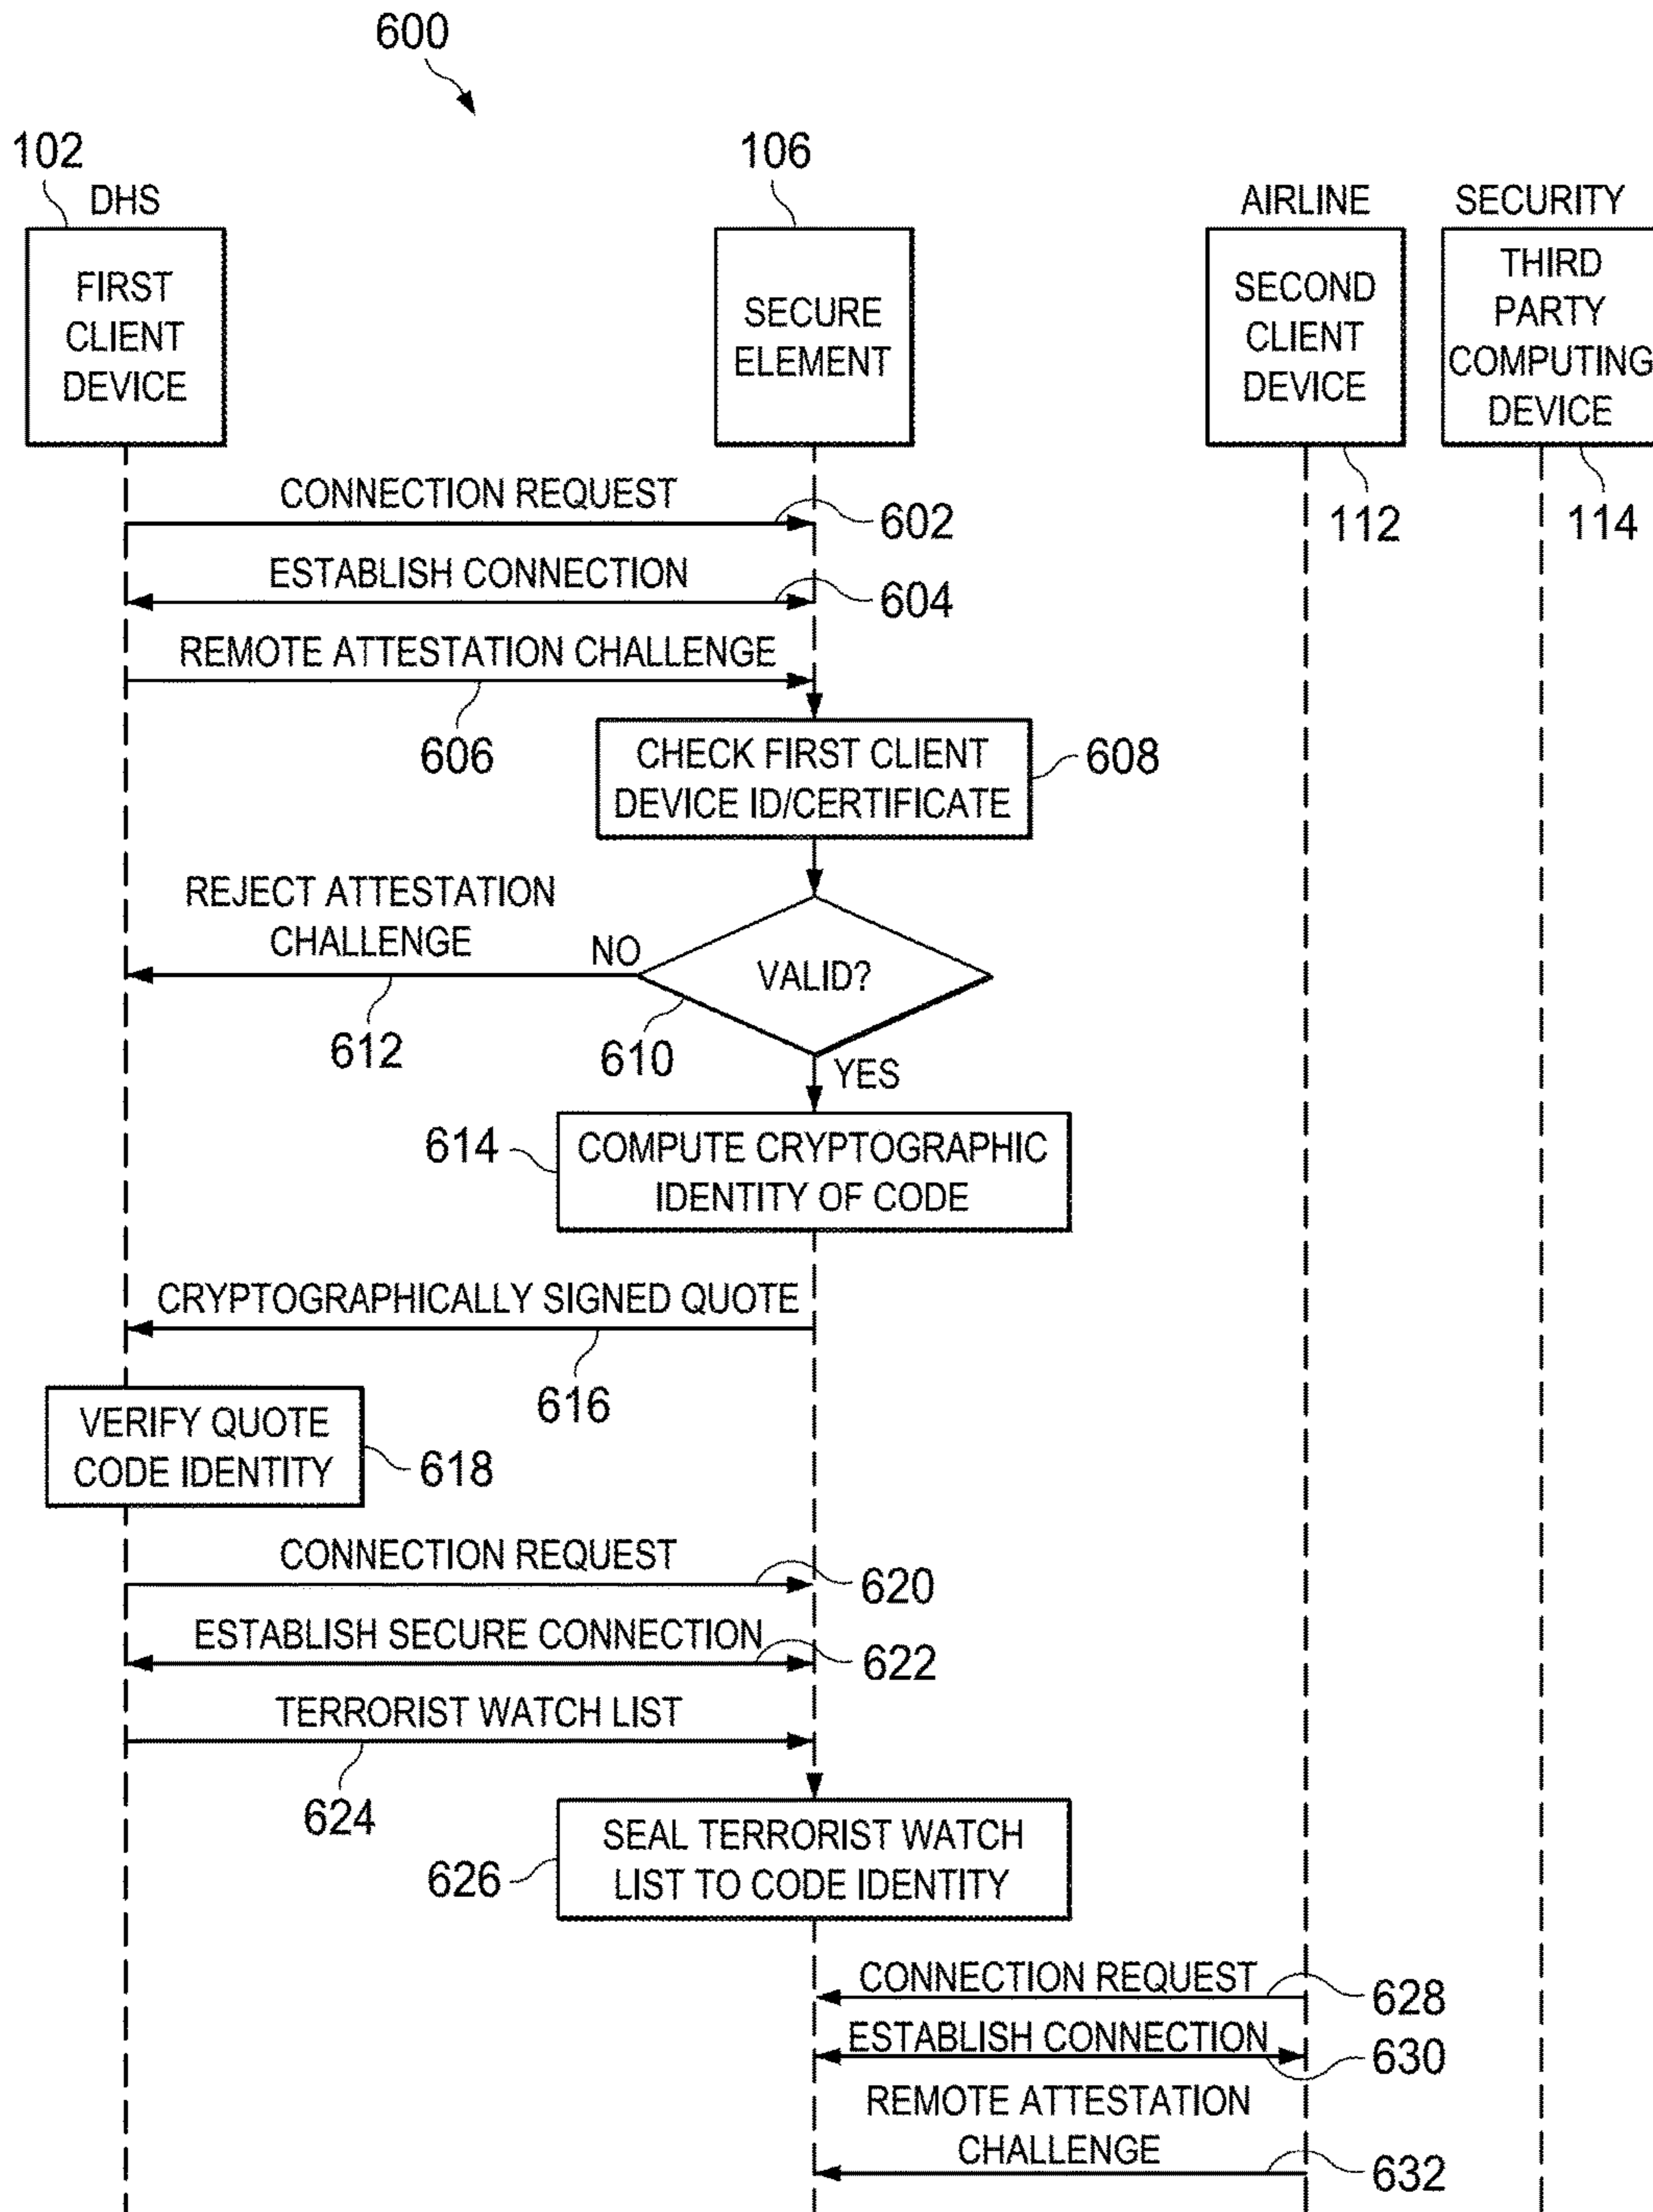 600
102
DHS
FIRST
CLIENT
DEVICE
106
SECURE
ELEMENT
AIRLINE
SECOND
CLIENT
DEVICE
112
SECURITY
THIRD
PARTY
COMPUTING
DEVICE
114
CONNECTION REQUEST
602
ESTABLISH CONNECTION
604
REMOTE ATTESTATION CHALLENGE
606
CHECK FIRST CLIENT
DEVICE ID/CERTIFICATE
608
REJECT ATTESTATION
CHALLENGE
612
NO
VALID?
610
YES
614
COMPUTE CRYPTOGRAPHIC
IDENTITY OF CODE
CRYPTOGRAPHICALLY SIGNED QUOTE
616
VERIFY QUOTE
CODE IDENTITY
618
CONNECTION REQUEST
620
ESTABLISH SECURE CONNECTION
622
TERRORIST WATCH LIST
624
SEAL TERRORIST WATCH
LIST TO CODE IDENTITY
626
CONNECTION REQUEST
628
ESTABLISH CONNECTION
630
REMOTE ATTESTATION
CHALLENGE
632